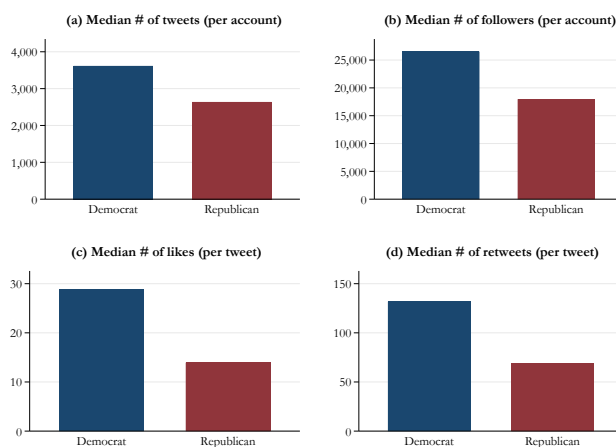 (a) Median # of tweets (per account)
4,000
3,000
2,000
1,000
0
Democrat Republican
(b) Median # of followers (per account)
25,000
20,000
15,000
10,000
5,000
0
Democrat Republican
(c) Median # of likes (per tweet)
30
20
10
0
Democrat Republican
(d) Median # of retweets (per tweet)
150
100
50
0
Democrat Republican